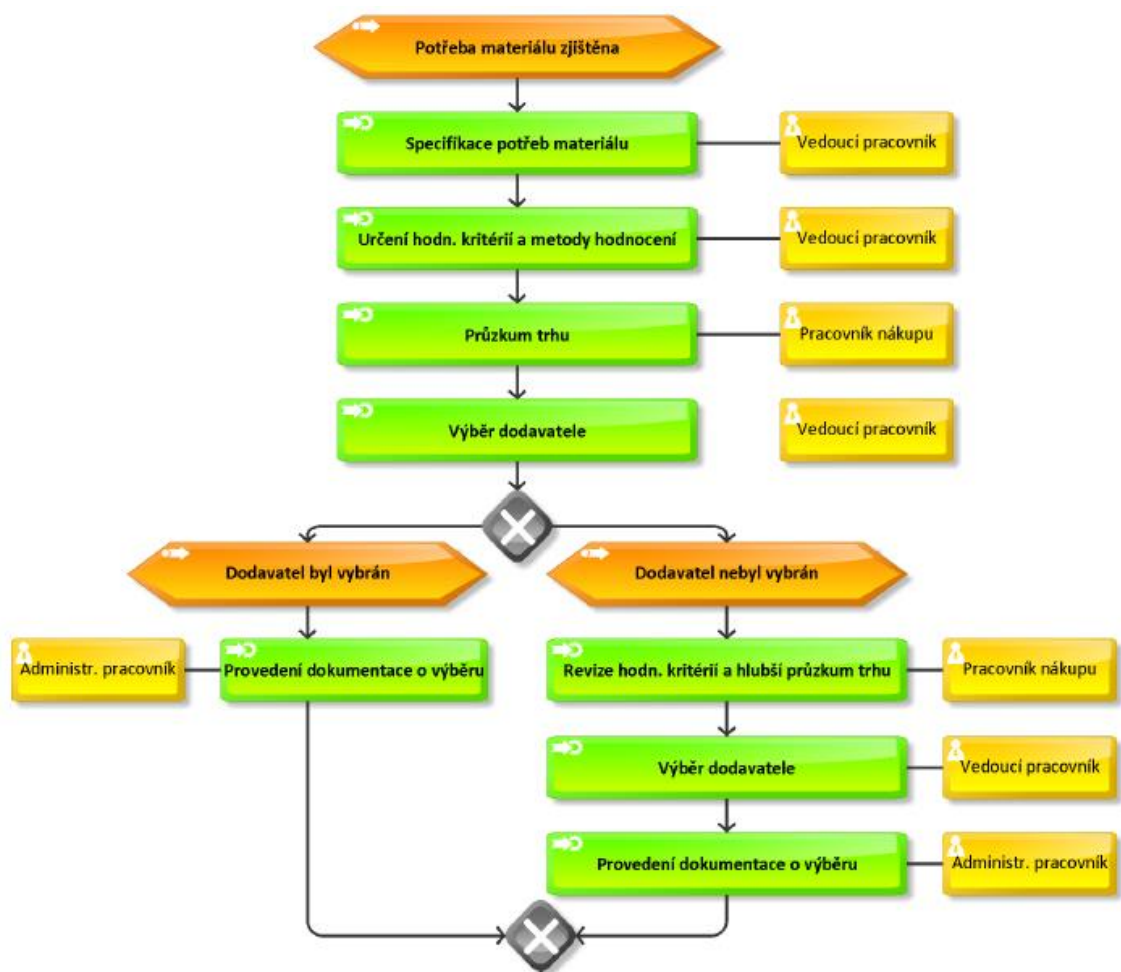 Potřeba materiálu zjištěna
Specifikace potřeb materiálu
Vedoucí pracovník
Určení hodn. kritérií a metody hodnocení
Vedoucí pracovník
Průzkum trhu
Pracovník nákupu
Výběr dodavatele
Vedoucí pracovník
Dodavatel byl vybrán
Dodavatel nebyl vybrán
Administr. pracovník
Provedení dokumentace o výběru
Revize hodn. kritérií a hlubší průzkum trhu
Pracovník nákupu
Výběr dodavatele
Vedoucí pracovník
Provedení dokumentace o výběru
Administr. pracovník